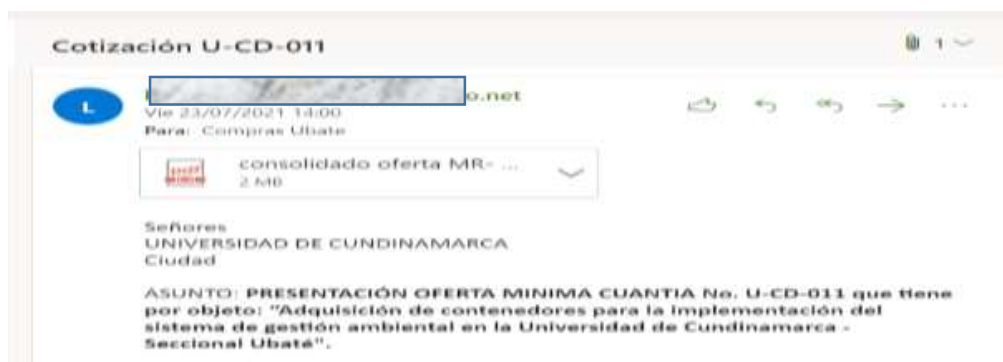 Cotización U-CD-011
1
L
o.net
Vie 23/07/2021 14:00
Para: Compras Ubate
consolidado oferta MR- ...
2 MB
Señores
UNIVERSIDAD DE CUNDINAMARCA
Ciudad
ASUNTO: PRESENTACIÓN OFERTA MINIMA CUANTIA No. U-CD-011 que tiene
por objeto: "Adquisición de contenedores para la implementación del
sistema de gestión ambiental en la Universidad de Cundinamarca -
Seccional Ubaté".